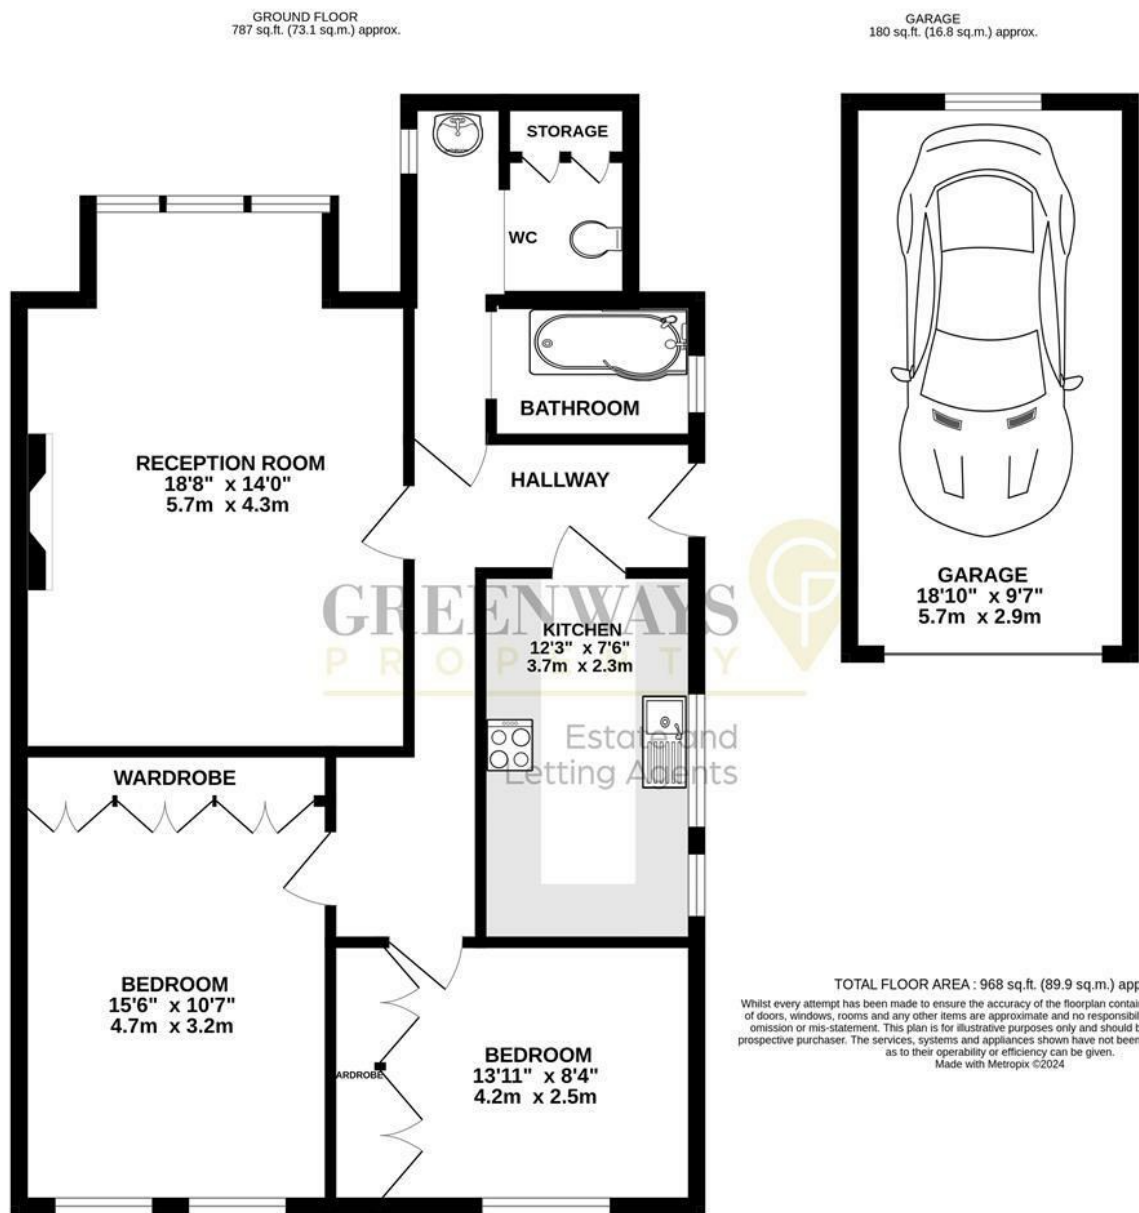 GROUND FLOOR
787 sq.ft. (73.1 sq.m.) approx.
GARAGE
180 sq.ft. (16.8 sq.m.) approx.
STORAGE
WC
BATHROOM
RECEPTION ROOM
18'8" x 14'0"
5.7m x 4.3m
HALLWAY
GARAGE
18'10" x 9'7"
5.7m x 2.9m
GREENWAYS
PROPERTY
Estate and
Letting Agents
KITCHEN
12'3" x 7'6"
3.7m x 2.3m
WARDROBE
BEDROOM
15'6" x 10'7"
4.7m x 3.2m
ARDROBE
BEDROOM
13'11" x 8'4"
4.2m x 2.5m
TOTAL FLOOR AREA : 968 sq.ft. (89.9 sq.m.) app
Whilst every attempt has been made to ensure the accuracy of the floorplan contai
of doors, windows, rooms and any other items are approximate and no responsibil
omission or mis-statement. This plan is for illustrative purposes only and should b
prospective purchaser. The services, systems and appliances shown have not been
as to their operability or efficiency can be given.
Made with Metropix ©2024